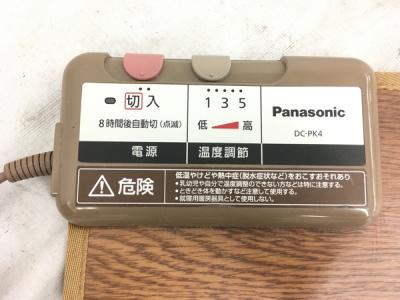 切 入
8時間後自動切(点滅)
電源
1 3 5
低 高
温度調節
Panasonic
DC-PK4
危険
低温やけどや熱中症(脱水症状など)をおこすおそれあり
●乳幼児や自分で温度調整のできない方などは特に注意する。
●ときどき体を動かすなど注意して使用する。
●就寝用暖房器具として使用しない。